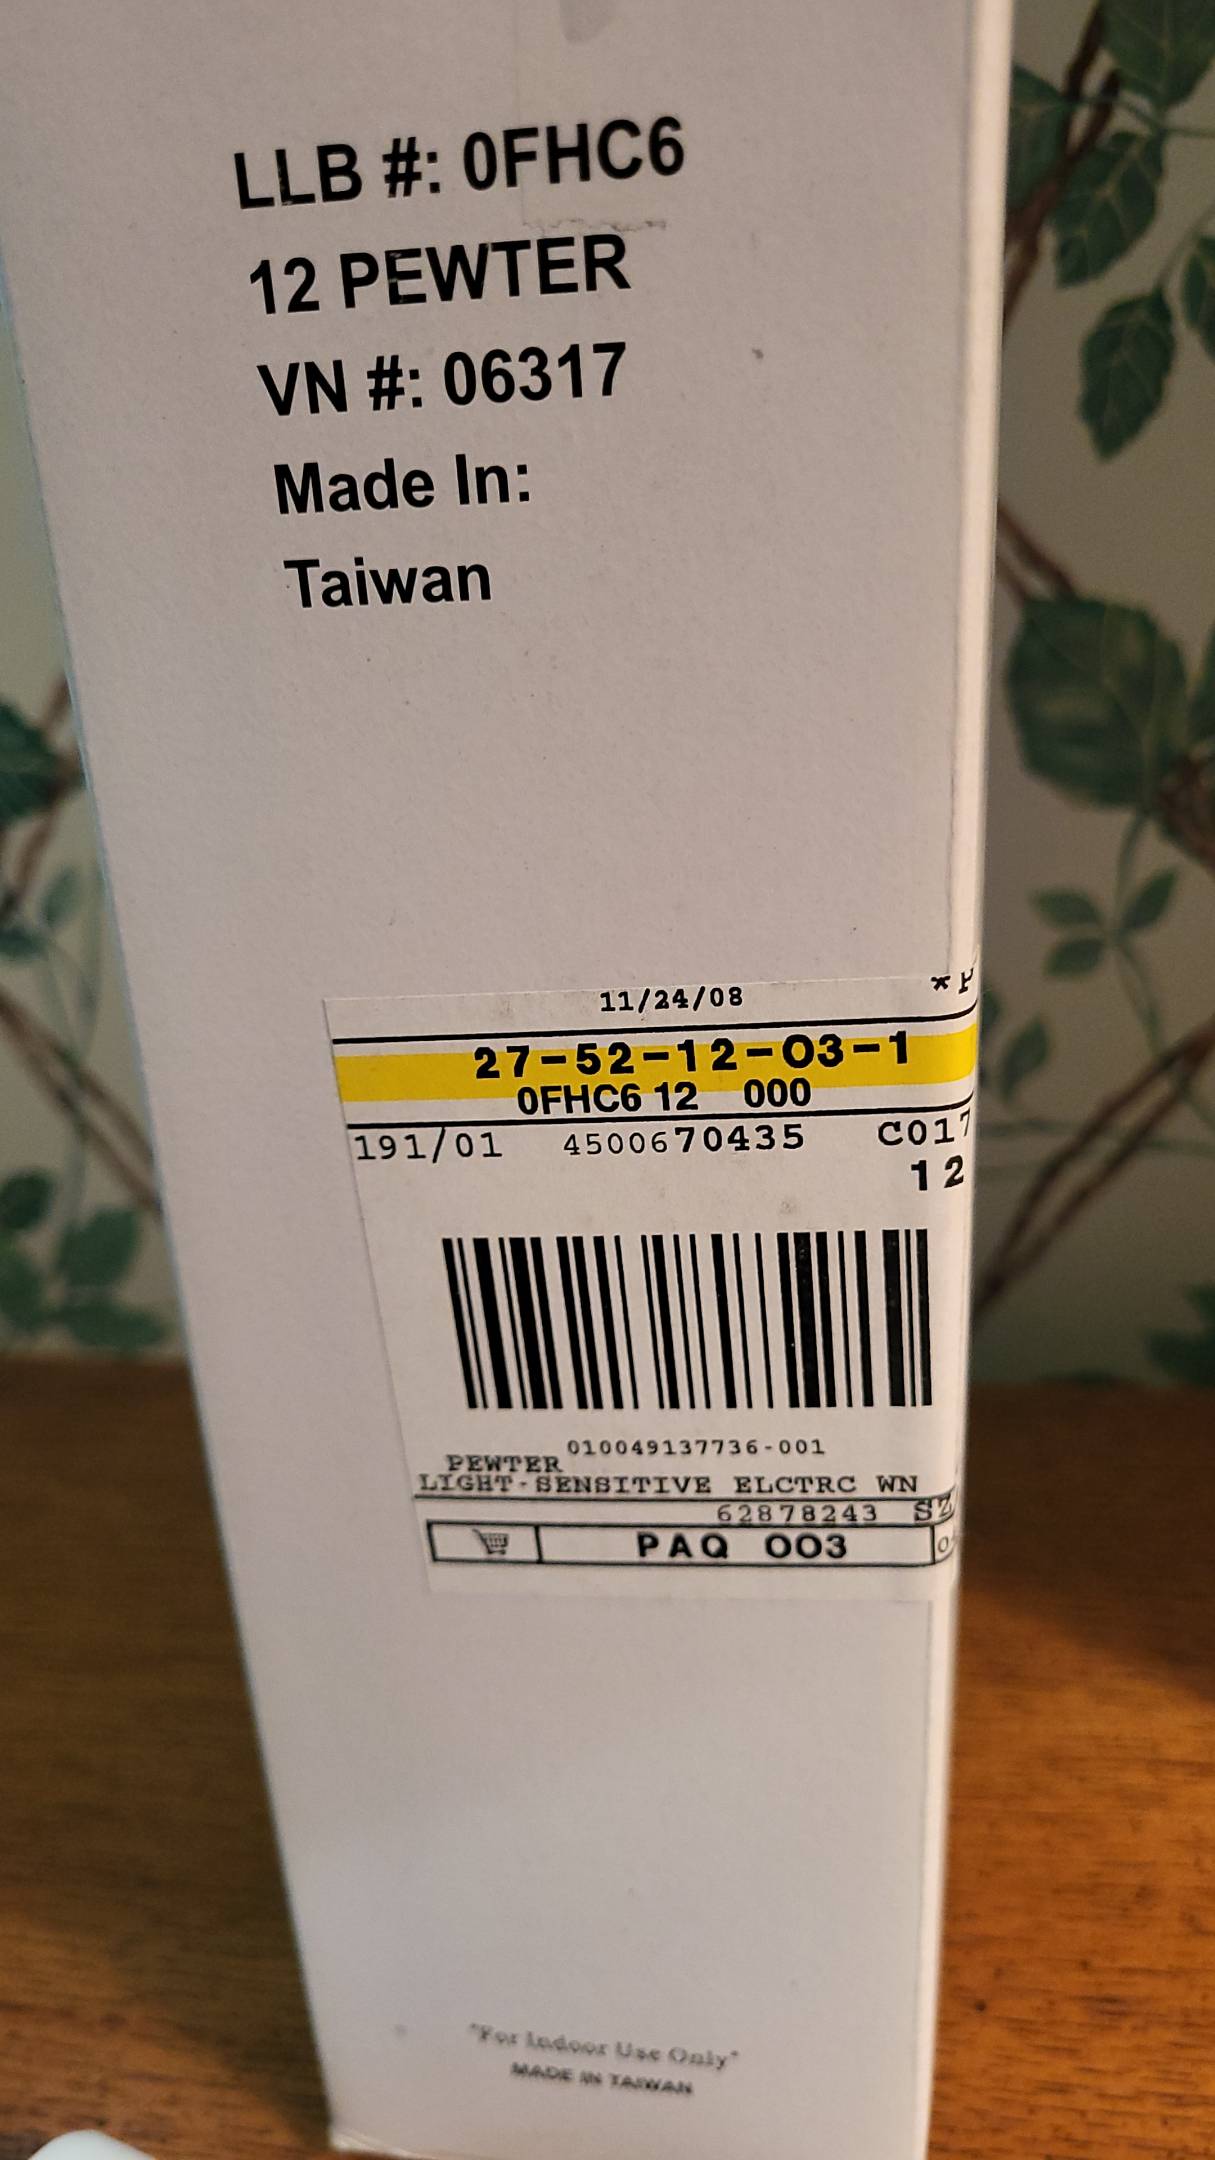 LLB #: 0FHC6
12 PEWTER
VN #: 06317
Made In:
Taiwan
11/24/08 *P
27-52-12-03-1
0FHC6 12 000
191/01 4500670435 C017
12
010049137736-001
PEWTER
LIGHT-SENSITIVE ELCTRC WN
62878243 SZ
PAQ 003
"For Indoor Use Only"
MADE IN TAIWAN